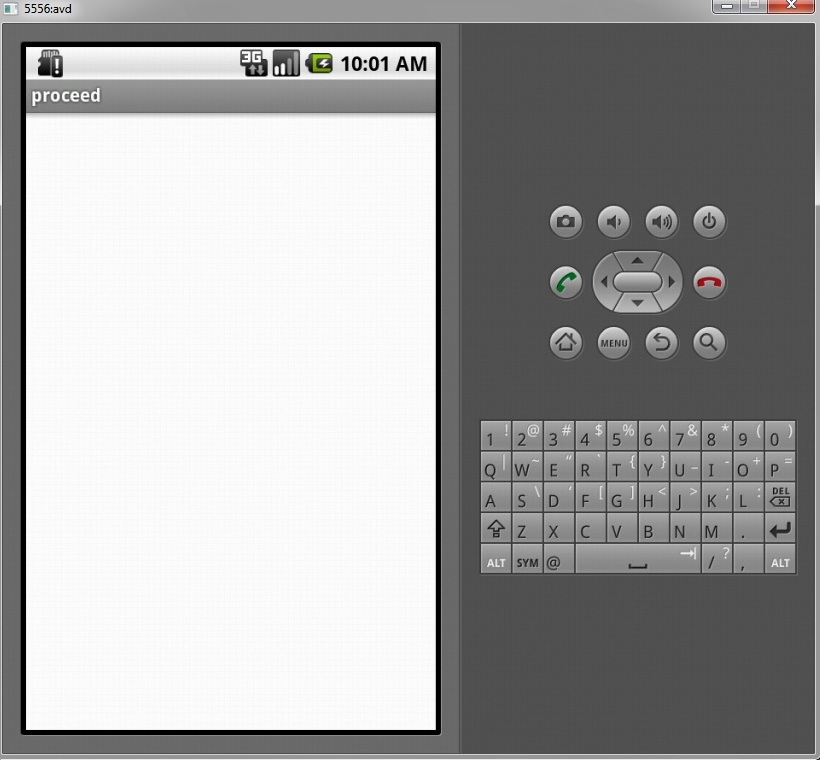 5556:avd
3G 10:01 AM
proceed
MENU
1 ! 2 @ 3 # 4 $ 5 % 6 ^ 7 & 8 * 9 ( 0 )
Q | W ~ E “ R ` T { Y } U _ I - O + P =
A S \ D ‘ F [ G ] H < J > K ; L : DEL
Z X C V B N M .
ALT SYM @ / ? , ALT